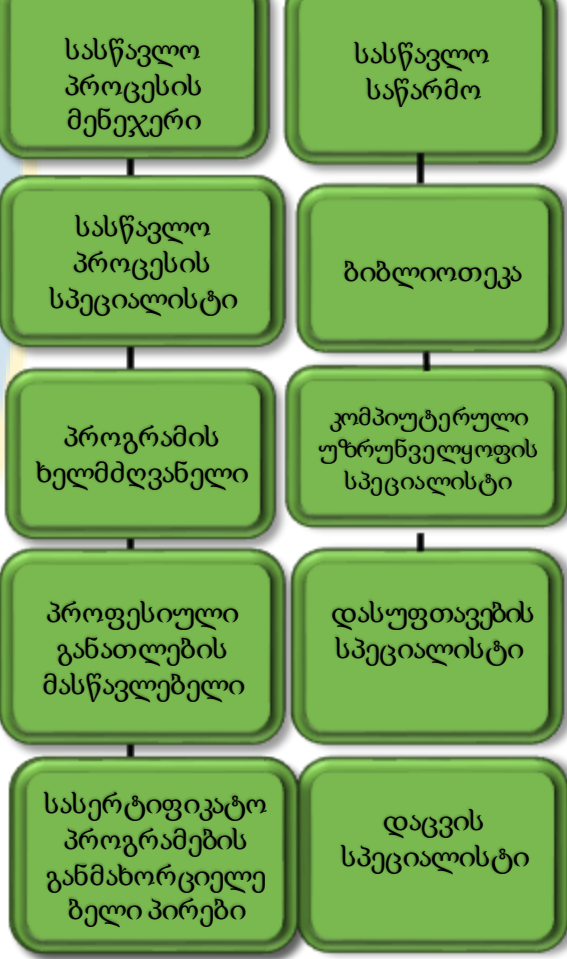 სასწავლო
პროცესის
მენეჯერი
სასწავლო
პროცესის
სპეციალისტი
პროგრამის
ხელმძღვანელი
პროფესიული
განათლების
მასწავლებელი
სასერტიფიკატო
პროგრამების
განმახორციელე
ბელი პირები
სასწავლო
საწარმო
ბიბლიოთეკა
კომპიუტერული
უზრუნველყოფის
სპეციალისტი
დასუფთავების
სპეციალისტი
დაცვის
სპეციალისტი